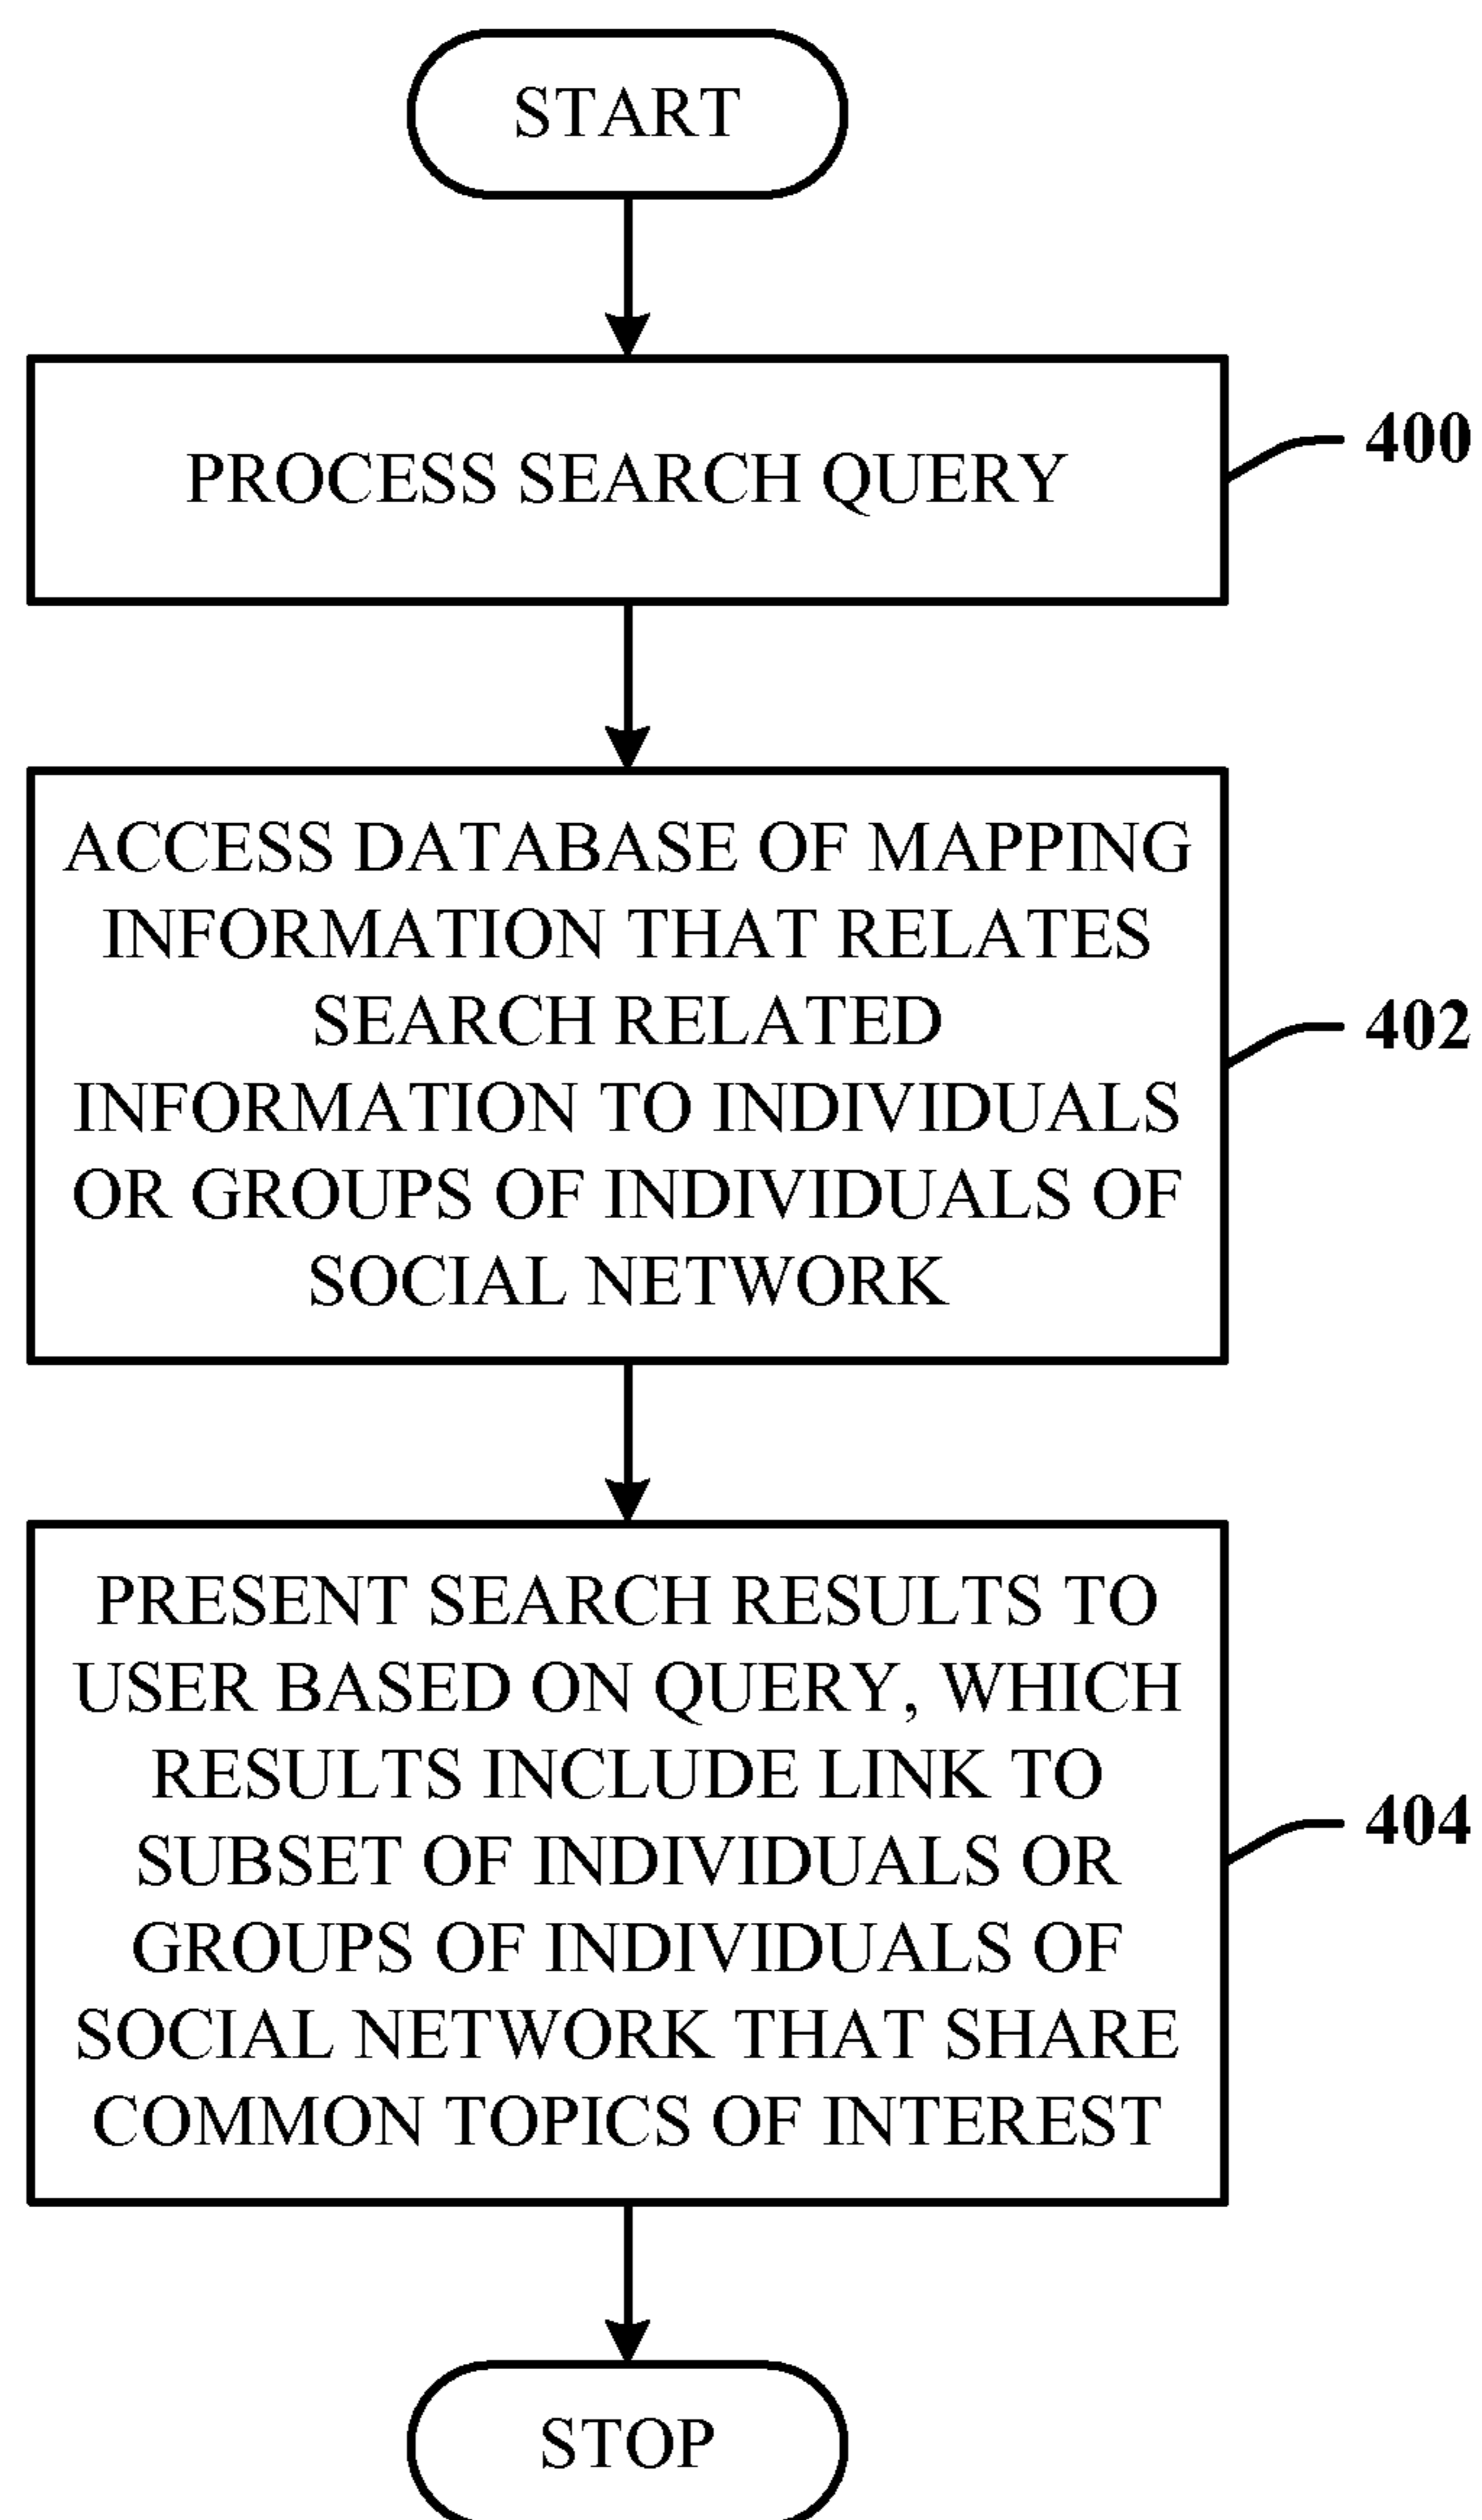 START
PROCESS SEARCH QUERY
400
ACCESS DATABASE OF MAPPING
INFORMATION THAT RELATES
SEARCH RELATED
INFORMATION TO INDIVIDUALS
OR GROUPS OF INDIVIDUALS OF
SOCIAL NETWORK
402
PRESENT SEARCH RESULTS TO
USER BASED ON QUERY, WHICH
RESULTS INCLUDE LINK TO
SUBSET OF INDIVIDUALS OR
GROUPS OF INDIVIDUALS OF
SOCIAL NETWORK THAT SHARE
COMMON TOPICS OF INTEREST
404
STOP